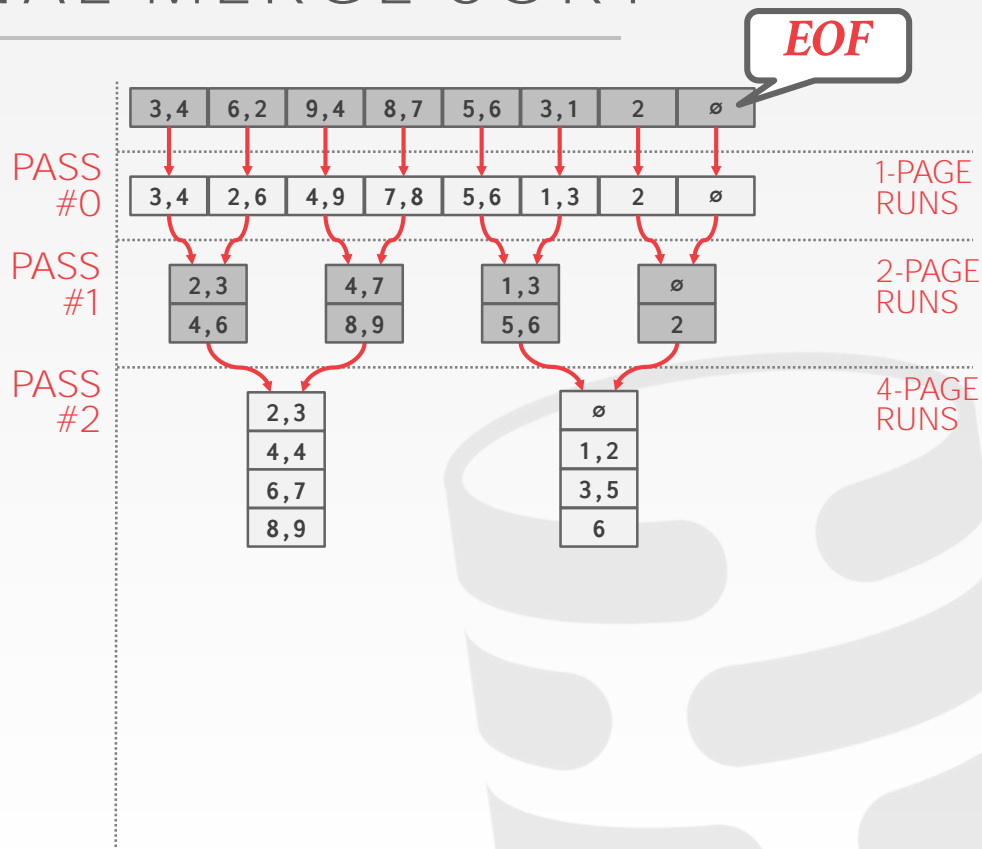 EOF
3,4 6,2 9,4 8,7 5,6 3,1 2 ø
PASS
#0
3,4 2,6 4,9 7,8 5,6 1,3 2 ø
1-PAGE
RUNS
PASS
#1
2,3 4,7 1,3 ø
4,6 8,9 5,6 2
2-PAGE
RUNS
PASS
#2
2,3 ø
4,4 1,2
6,7 3,5
8,9 6
4-PAGE
RUNS